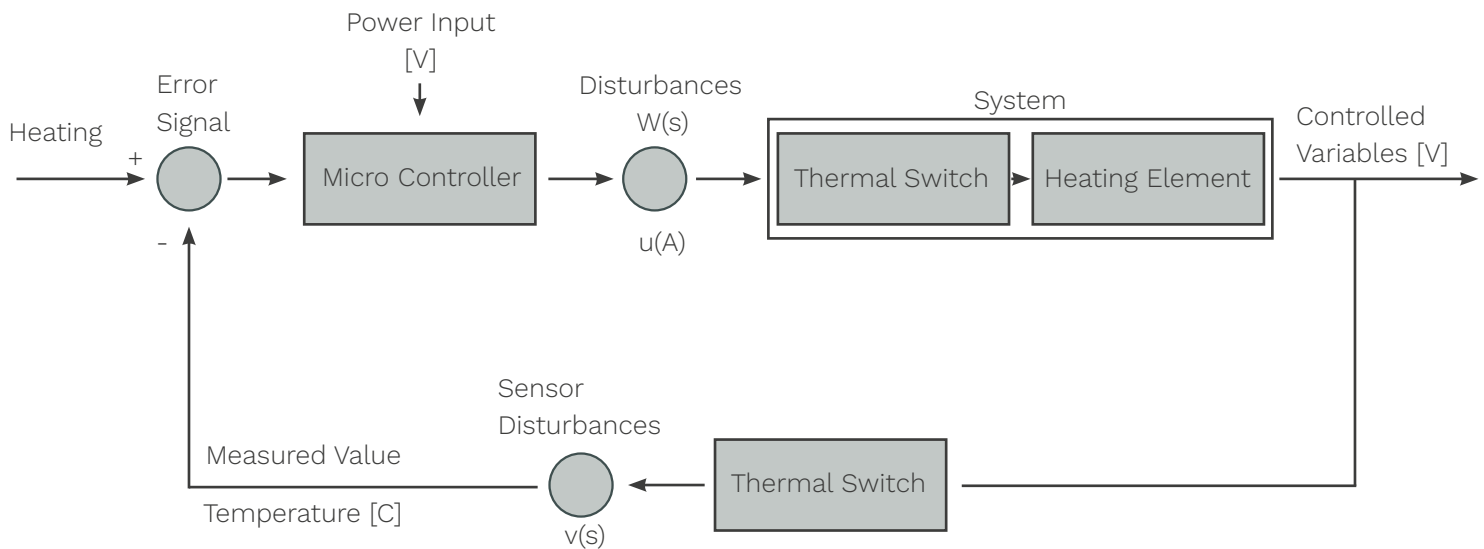 Power Input
[V]
Error
Signal
Disturbances
W(s)
System
Controlled
Variables [V]
Heating
+
Micro Controller
Thermal Switch
Heating Element
-
u(A)
Sensor
Disturbances
Measured Value
Thermal Switch
Temperature [C]
v(s)